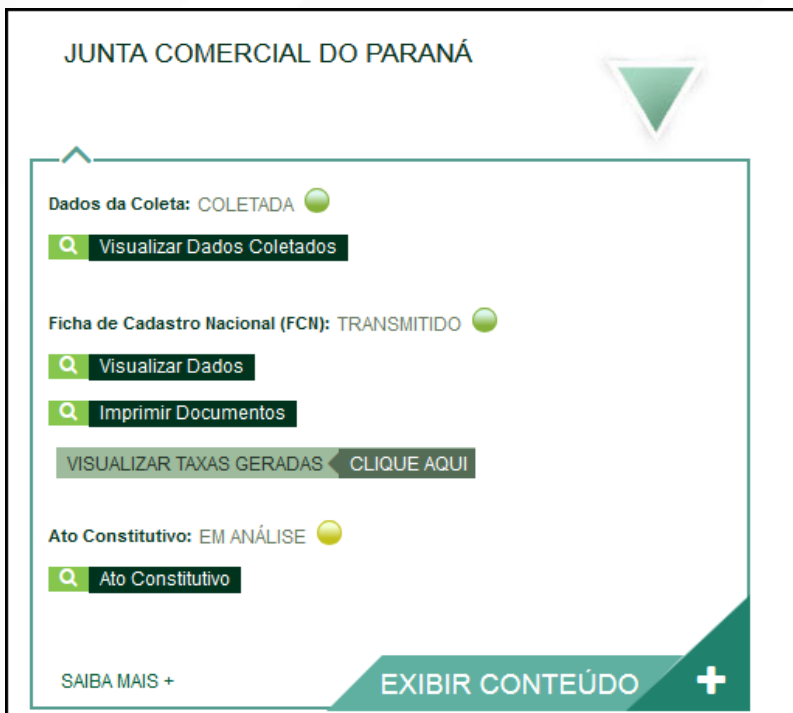 JUNTA COMERCIAL DO PARANÁ
Dados da Coleta: COLETADA
Visualizar Dados Coletados
Ficha de Cadastro Nacional (FCN): TRANSMITIDO
Visualizar Dados
Imprimir Documentos
VISUALIZAR TAXAS GERADAS CLIQUE AQUI
Ato Constitutivo: EM ANÁLISE
Ato Constitutivo
SAIBA MAIS +
EXIBIR CONTEÚDO +